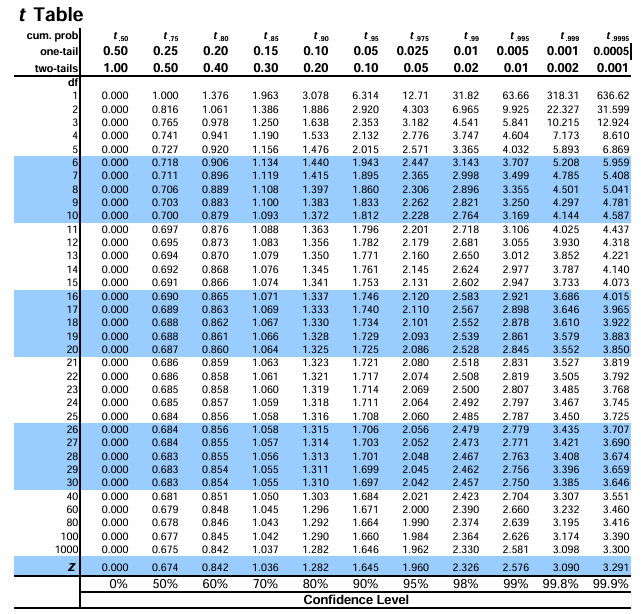 t Table
cum. prob t .50 t .75 t .80 t .85 t .90 t .95 t .975 t .99 t .995 t .999 t .9995
one-tail 0.50 0.25 0.20 0.15 0.10 0.05 0.025 0.01 0.005 0.001 0.0005
two-tails 1.00 0.50 0.40 0.30 0.20 0.10 0.05 0.02 0.01 0.002 0.001
df
1 0.000 1.000 1.376 1.963 3.078 6.314 12.71 31.82 63.66 318.31 636.62
2 0.000 0.816 1.061 1.386 1.886 2.920 4.303 6.965 9.925 22.327 31.599
3 0.000 0.765 0.978 1.250 1.638 2.353 3.182 4.541 5.841 10.215 12.924
4 0.000 0.741 0.941 1.190 1.533 2.132 2.776 3.747 4.604 7.173 8.610
5 0.000 0.727 0.920 1.156 1.476 2.015 2.571 3.365 4.032 5.893 6.869
6 0.000 0.718 0.906 1.134 1.440 1.943 2.447 3.143 3.707 5.208 5.959
7 0.000 0.711 0.896 1.119 1.415 1.895 2.365 2.998 3.499 4.785 5.408
8 0.000 0.706 0.889 1.108 1.397 1.860 2.306 2.896 3.355 4.501 5.041
9 0.000 0.703 0.883 1.100 1.383 1.833 2.262 2.821 3.250 4.297 4.781
10 0.000 0.700 0.879 1.093 1.372 1.812 2.228 2.764 3.169 4.144 4.587
11 0.000 0.697 0.876 1.088 1.363 1.796 2.201 2.718 3.106 4.025 4.437
12 0.000 0.695 0.873 1.083 1.356 1.782 2.179 2.681 3.055 3.930 4.318
13 0.000 0.694 0.870 1.079 1.350 1.771 2.160 2.650 3.012 3.852 4.221
14 0.000 0.692 0.868 1.076 1.345 1.761 2.145 2.624 2.977 3.787 4.140
15 0.000 0.691 0.866 1.074 1.341 1.753 2.131 2.602 2.947 3.733 4.073
16 0.000 0.690 0.865 1.071 1.337 1.746 2.120 2.583 2.921 3.686 4.015
17 0.000 0.689 0.863 1.069 1.333 1.740 2.110 2.567 2.898 3.646 3.965
18 0.000 0.688 0.862 1.067 1.330 1.734 2.101 2.552 2.878 3.610 3.922
19 0.000 0.688 0.861 1.066 1.328 1.729 2.093 2.539 2.861 3.579 3.883
20 0.000 0.687 0.860 1.064 1.325 1.725 2.086 2.528 2.845 3.552 3.850
21 0.000 0.686 0.859 1.063 1.323 1.721 2.080 2.518 2.831 3.527 3.819
22 0.000 0.686 0.858 1.061 1.321 1.717 2.074 2.508 2.819 3.505 3.792
23 0.000 0.685 0.858 1.060 1.319 1.714 2.069 2.500 2.807 3.485 3.768
24 0.000 0.685 0.857 1.059 1.318 1.711 2.064 2.492 2.797 3.467 3.745
25 0.000 0.684 0.856 1.058 1.316 1.708 2.060 2.485 2.787 3.450 3.725
26 0.000 0.684 0.856 1.058 1.315 1.706 2.056 2.479 2.779 3.435 3.707
27 0.000 0.684 0.855 1.057 1.314 1.703 2.052 2.473 2.771 3.421 3.690
28 0.000 0.683 0.855 1.056 1.313 1.701 2.048 2.467 2.763 3.408 3.674
29 0.000 0.683 0.854 1.055 1.311 1.699 2.045 2.462 2.756 3.396 3.659
30 0.000 0.683 0.854 1.055 1.310 1.697 2.042 2.457 2.750 3.385 3.646
40 0.000 0.681 0.851 1.050 1.303 1.684 2.021 2.423 2.704 3.307 3.551
60 0.000 0.679 0.848 1.045 1.296 1.671 2.000 2.390 2.660 3.232 3.460
80 0.000 0.678 0.846 1.043 1.292 1.664 1.990 2.374 2.639 3.195 3.416
100 0.000 0.677 0.845 1.042 1.290 1.660 1.984 2.364 2.626 3.174 3.390
1000 0.000 0.675 0.842 1.037 1.282 1.646 1.962 2.330 2.581 3.098 3.300
Z 0.000 0.674 0.842 1.036 1.282 1.645 1.960 2.326 2.576 3.090 3.291
0% 50% 60% 70% 80% 90% 95% 98% 99% 99.8% 99.9%
Confidence Level